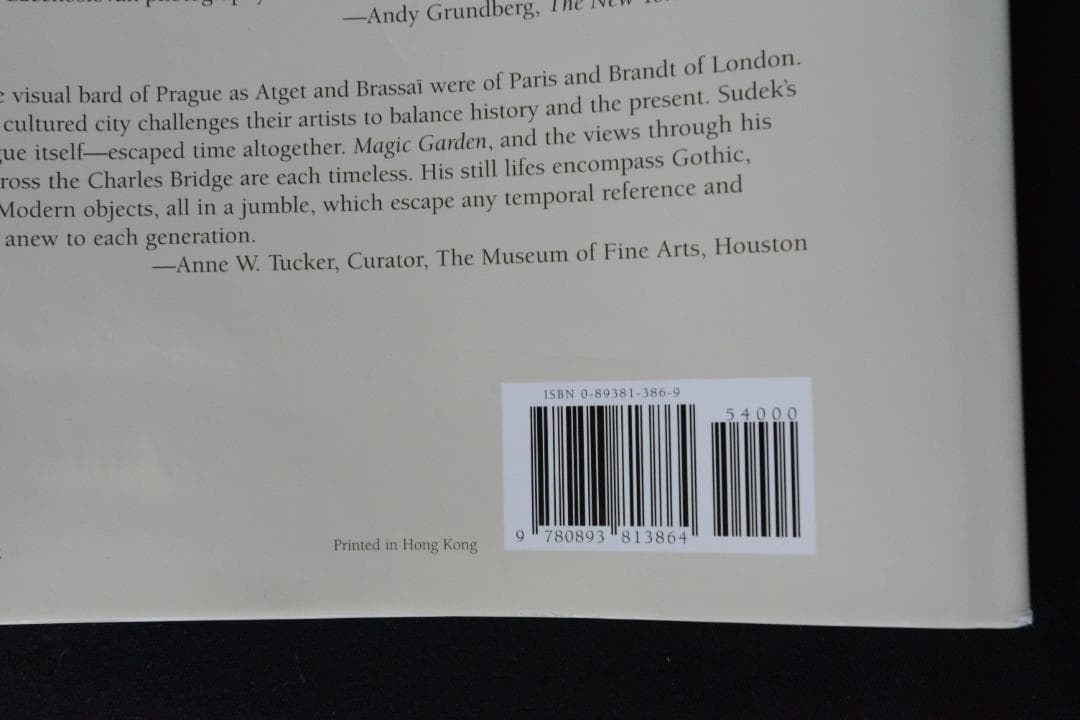 —Andy Grundberg, The New
visual bard of Prague as Atget and Brassaï were of Paris and Brandt of London.
cultured city challenges their artists to balance history and the present. Sudek's
ue itself—escaped time altogether. Magic Garden, and the views through his
ross the Charles Bridge are each timeless. His still lifes encompass Gothic,
Modern objects, all in a jumble, which escape any temporal reference and
anew to each generation.
—Anne W. Tucker, Curator, The Museum of Fine Arts, Houston
ISBN 0-89381-386-9
54000
9 780893 813864
Printed in Hong Kong